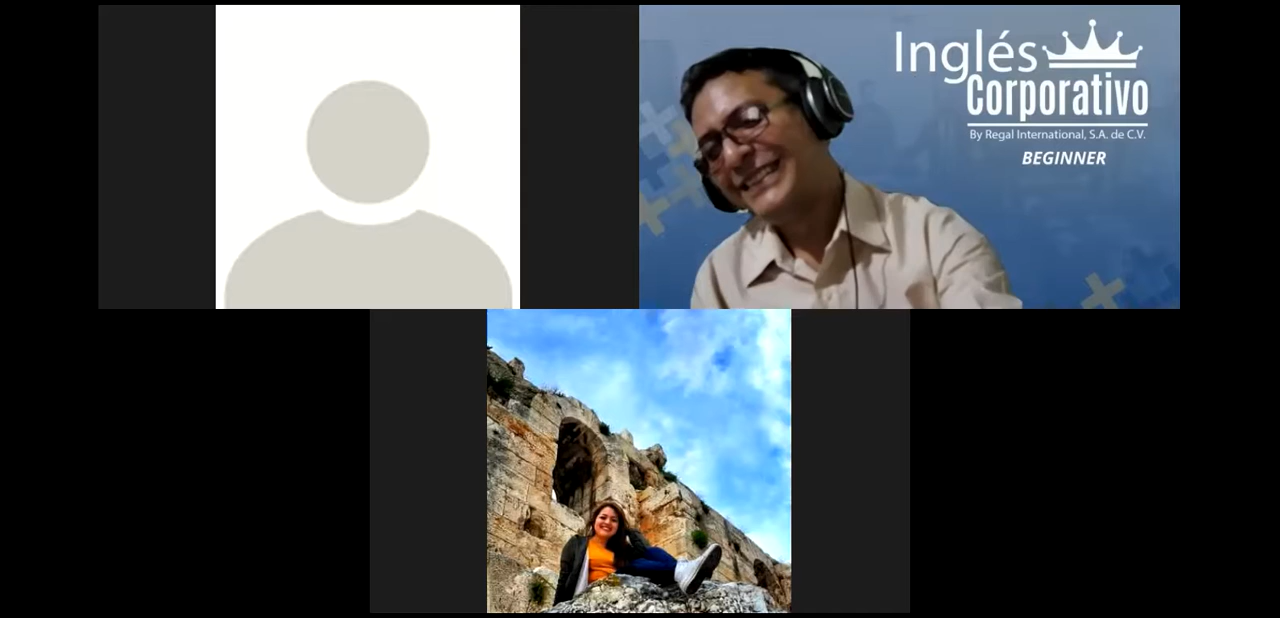 Inglés
Corporativo
By Regal International, S.A. de C.V.
BEGINNER